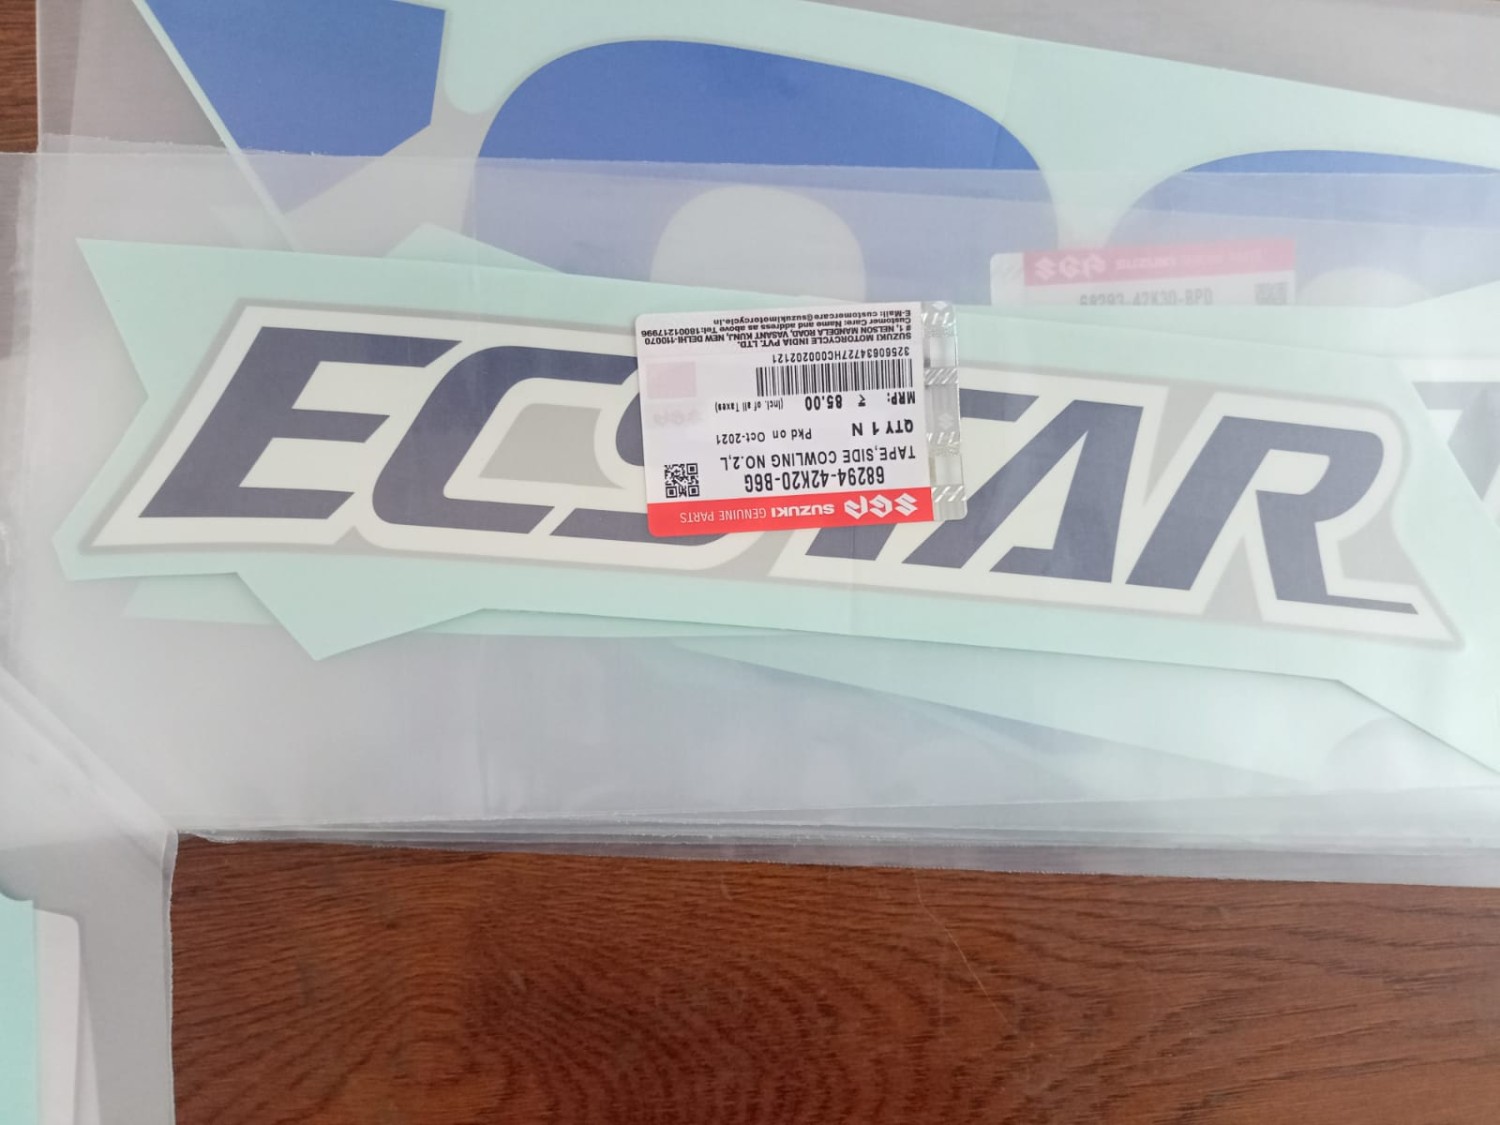 ECSTAR
SGP SUZUKI GENUINE PARTS
68294-42K20-B6G
TAPE,SIDE COWLING NO.2,L
QTY 1 N Pkd on Oct-2021
MRP: ₹ 85.00 (Incl. of all Taxes)
32560634727HC000202121
SUZUKI MOTORCYCLE INDIA PVT. LTD.
# 1, NELSON MANDELA ROAD, VASANT KUNJ, NEW DELHI-110070
Customer Care: Name and address as above Tel:18001217996
E-Mail: customercare@suzukimotorcycle.in